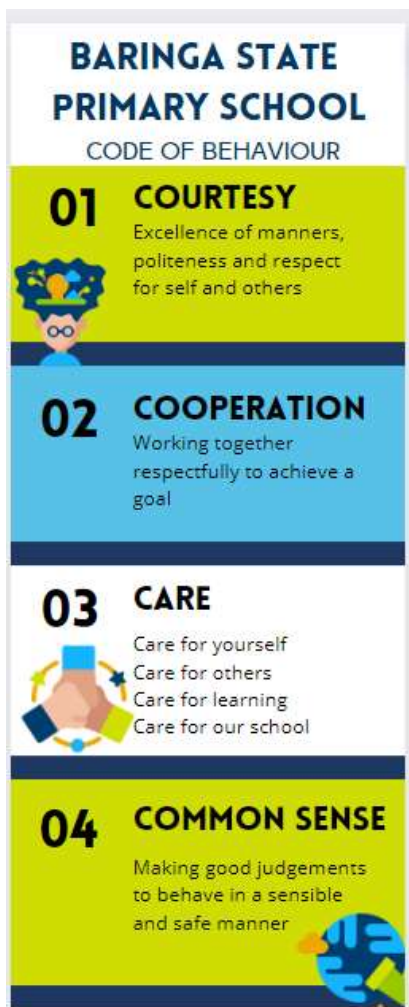 BARINGA STATE
PRIMARY SCHOOL
CODE OF BEHAVIOUR
01
COURTESY
Excellence of manners,
politeness and respect
for self and others
02
COOPERATION
Working together
respectfully to achieve a
goal
03
CARE
Care for yourself
Care for others
Care for learning
Care for our school
04
COMMON SENSE
Making good judgements
to behave in a sensible
and safe manner